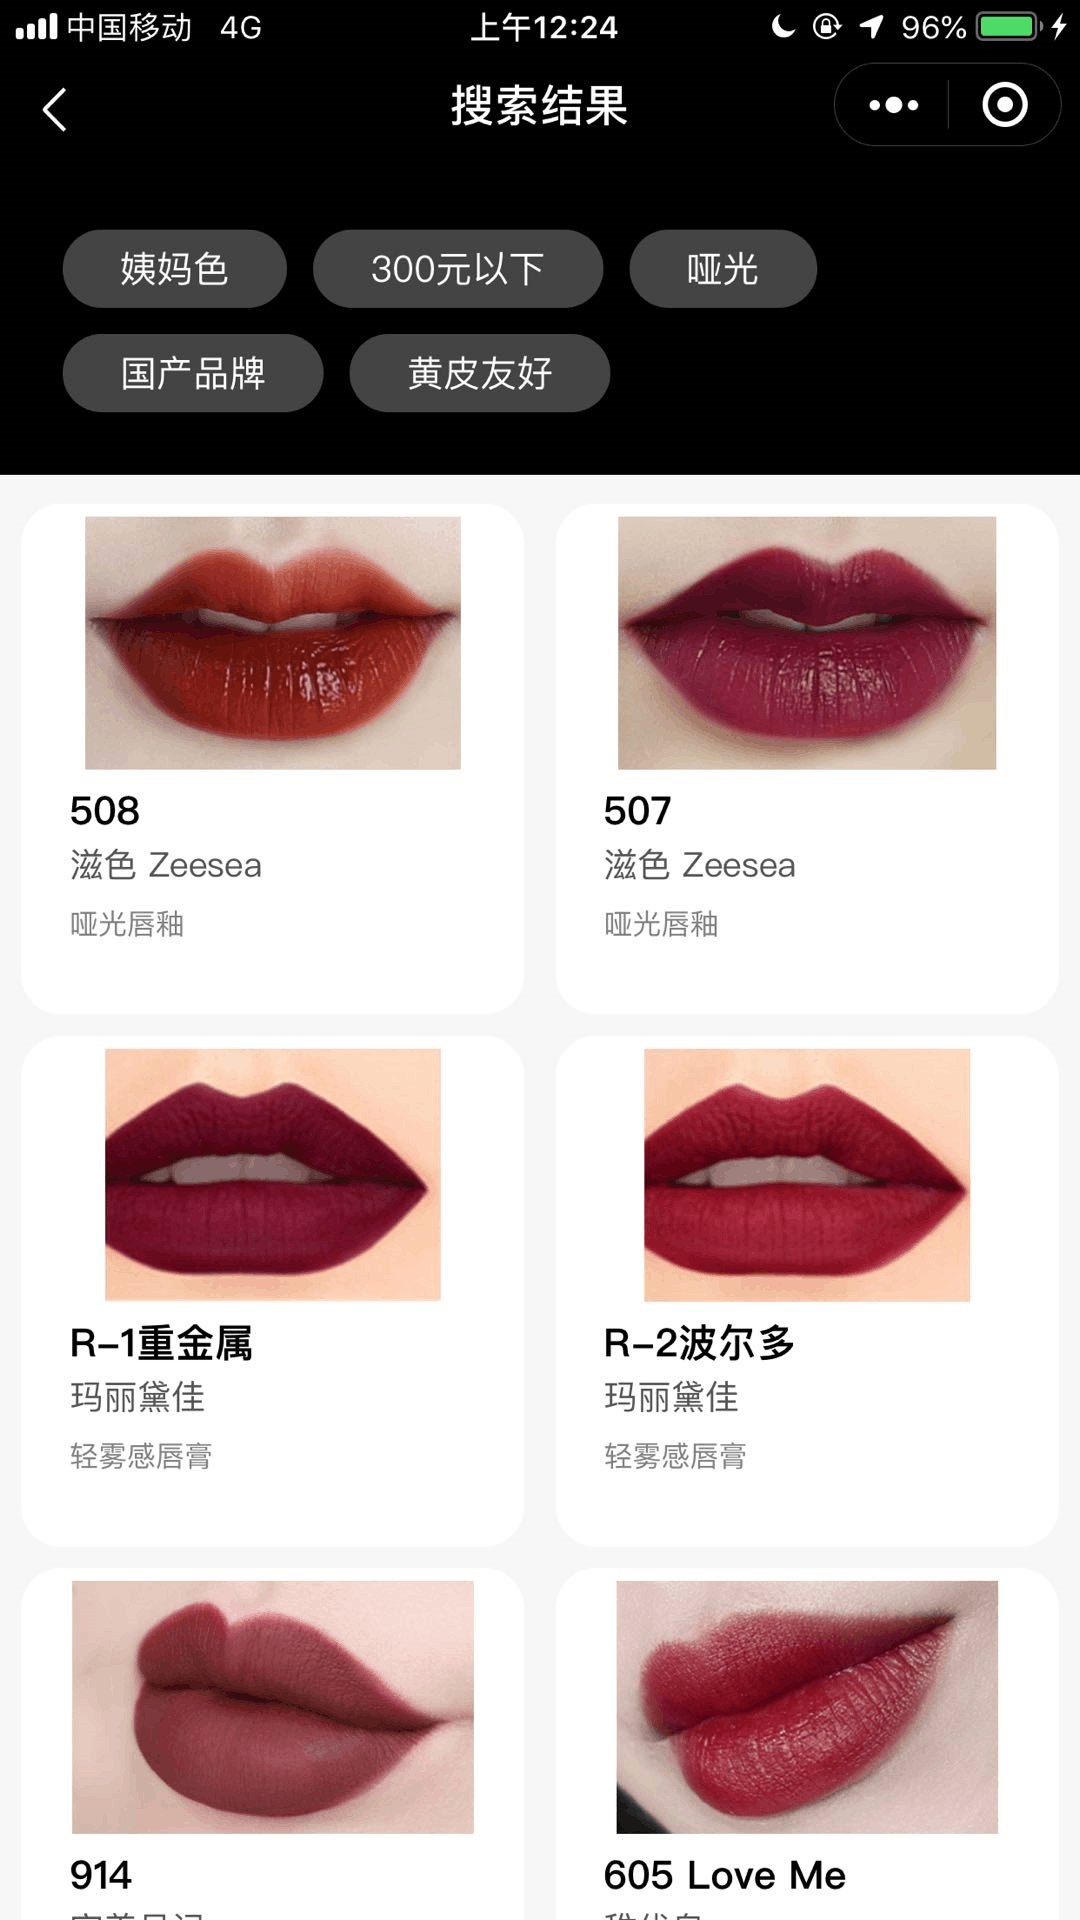 中国移动 4G 上午12:24 96%
搜索结果
姨妈色 300元以下 哑光
国产品牌 黄皮友好
508
滋色 Zeesea
哑光唇釉
507
滋色 Zeesea
哑光唇釉
R-1重金属
玛丽黛佳
轻雾感唇膏
R-2波尔多
玛丽黛佳
轻雾感唇膏
914
605 Love Me